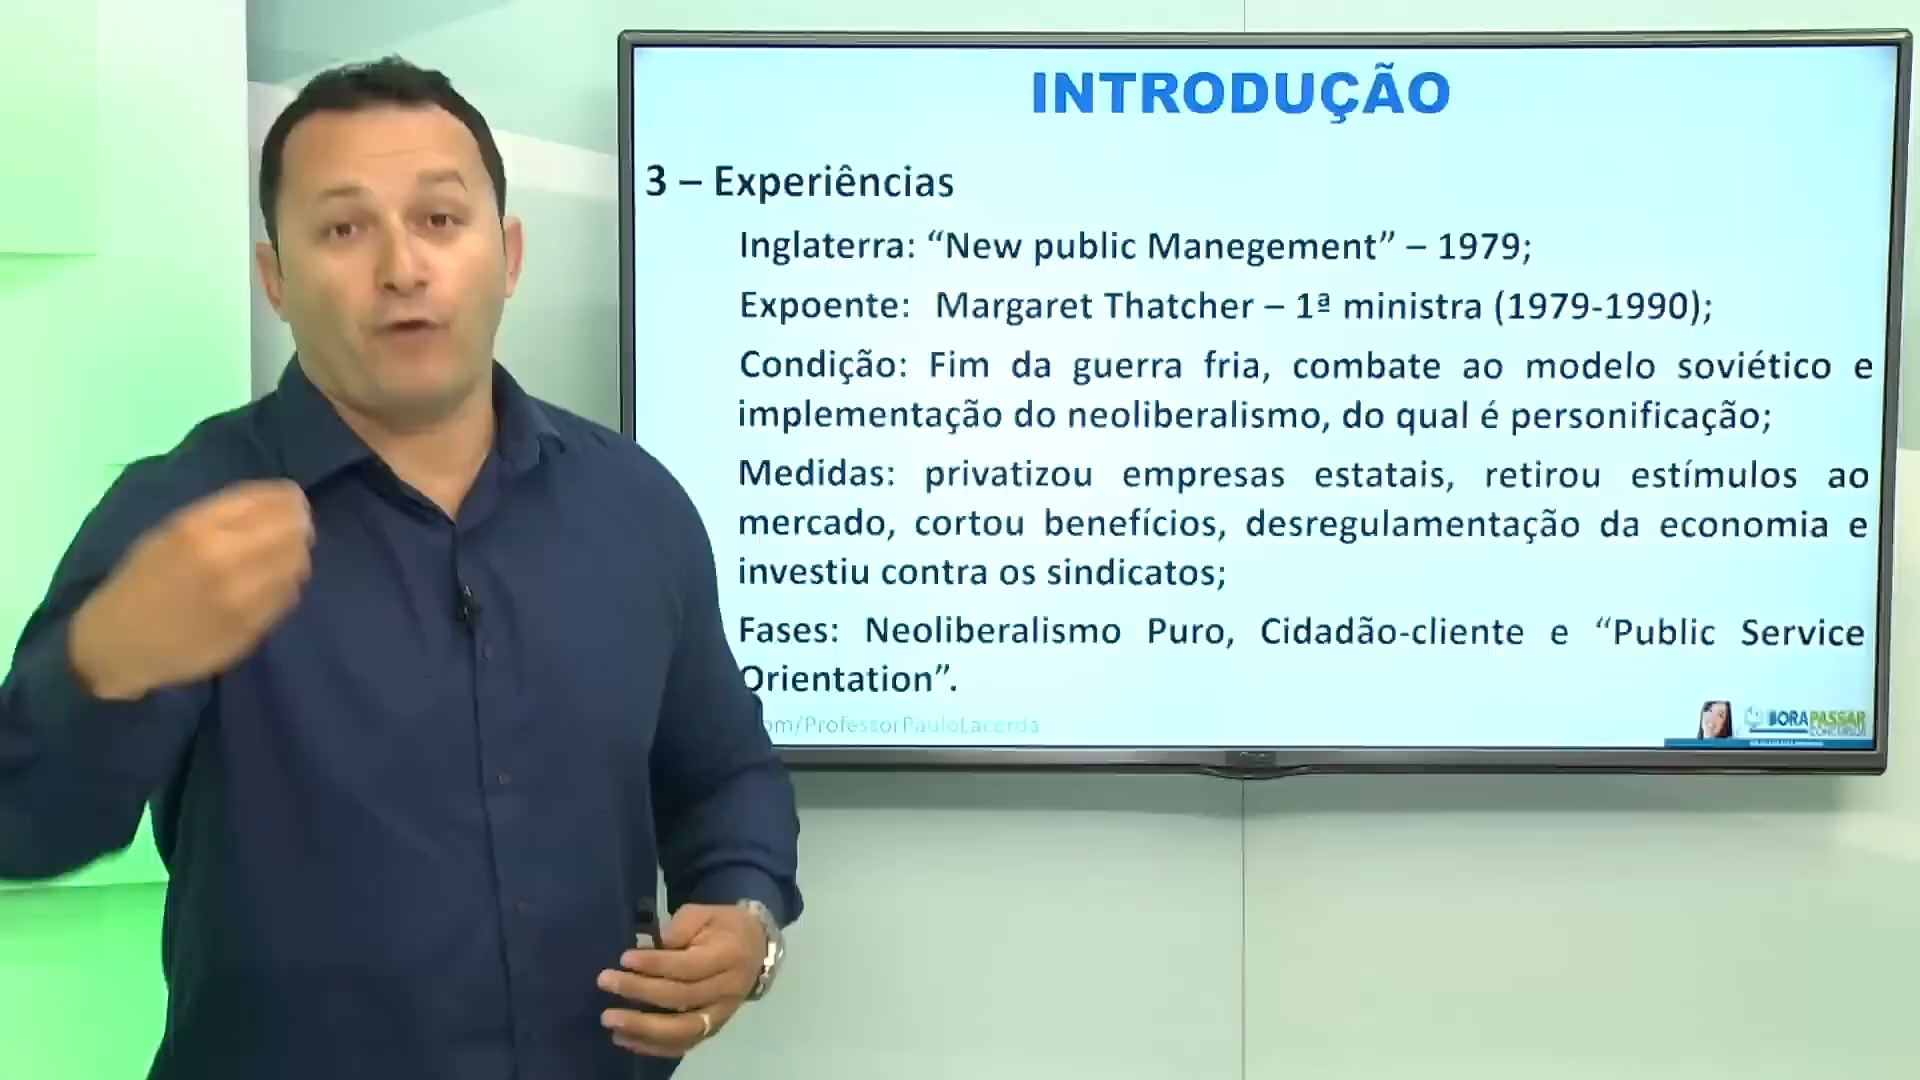 INTRODUÇÃO
3 – Experiências
Inglaterra: “New public Manegement” – 1979;
Expoente: Margaret Thatcher – 1ª ministra (1979-1990);
Condição: Fim da guerra fria, combate ao modelo soviético e
implementação do neoliberalismo, do qual é personificação;
Medidas: privatizou empresas estatais, retirou estímulos ao
mercado, cortou benefícios, desregulamentação da economia e
investiu contra os sindicatos;
Fases: Neoliberalismo Puro, Cidadão-cliente e “Public Service
Orientation”.
om/ProfessorPauloLacerda
BORA PASSAR
CONCURSOS